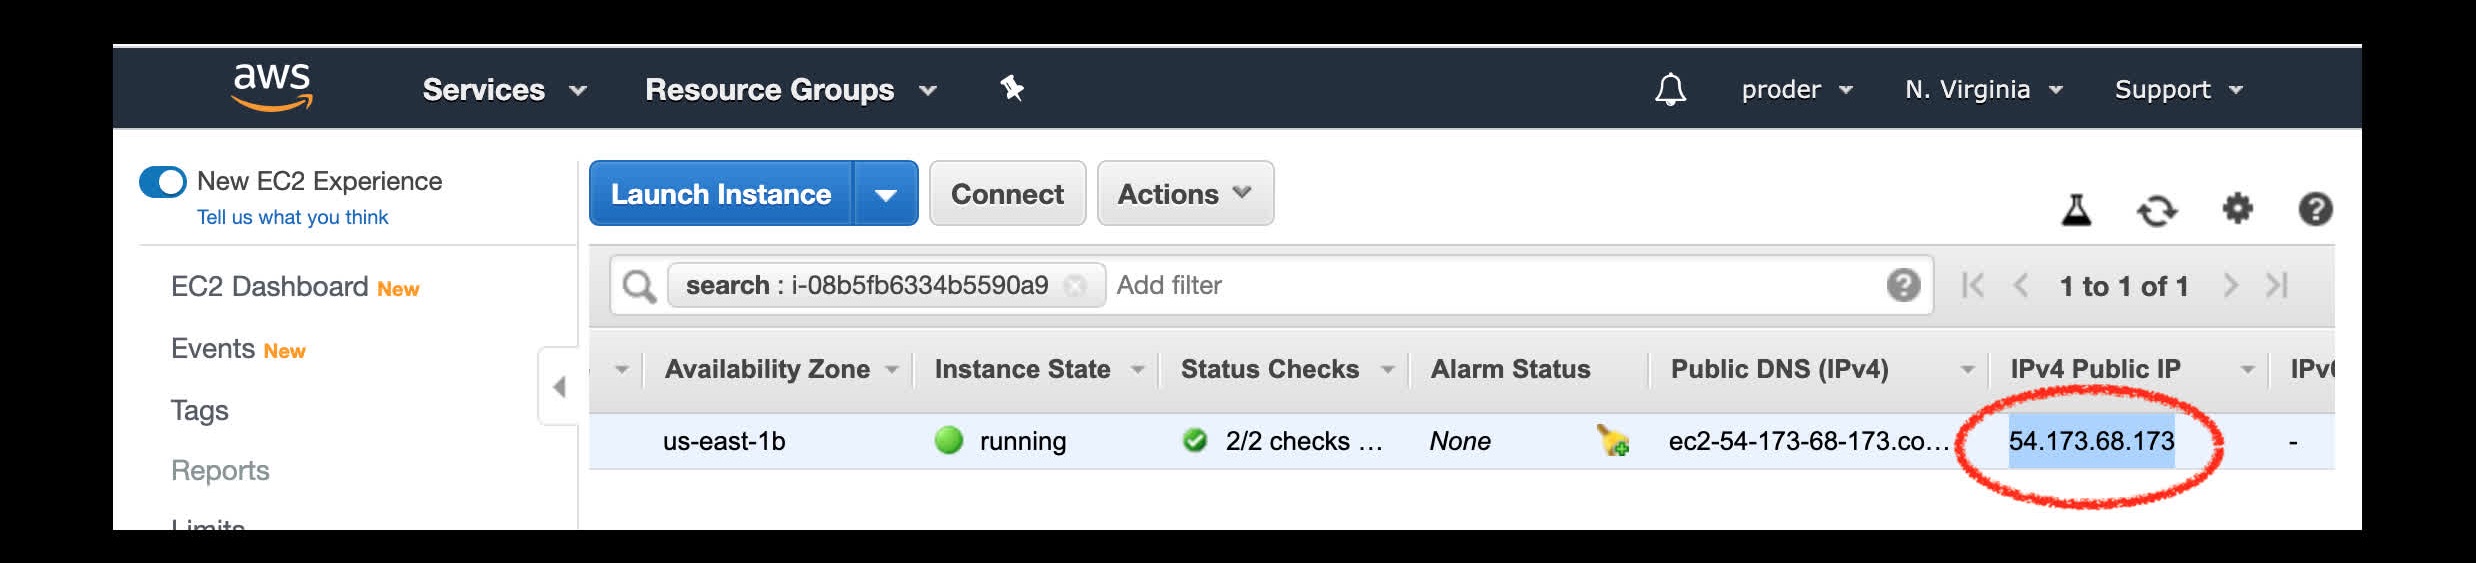 aws Services Resource Groups proder N. Virginia Support
New EC2 Experience
Tell us what you think
EC2 Dashboard New
Events New
Tags
Reports
Limits
Launch Instance Connect Actions
search : i-08b5fb6334b5590a9 Add filter 1 to 1 of 1
Availability Zone Instance State Status Checks Alarm Status Public DNS (IPv4) IPv4 Public IP IPv6
us-east-1b running 2/2 checks ... None ec2-54-173-68-173.co... 54.173.68.173 -